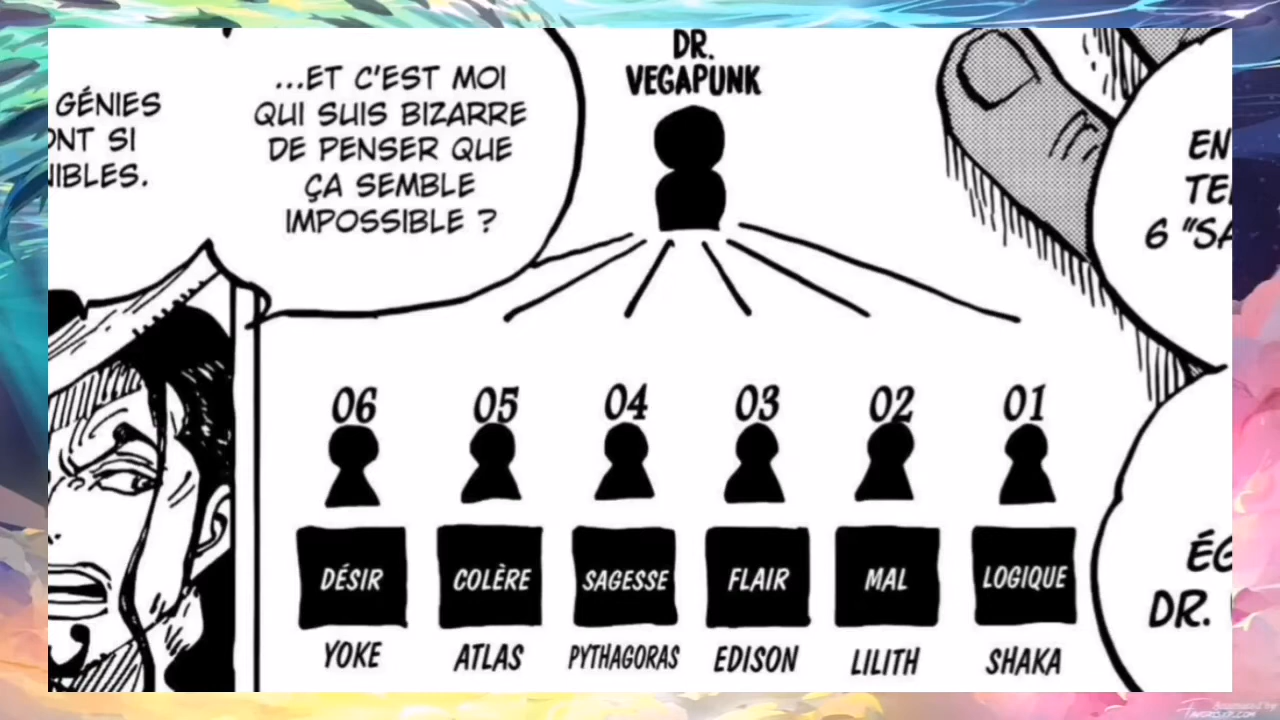 GÉNIES
ONT SI
NIBLES.
...ET C'EST MOI
QUI SUIS BIZARRE
DE PENSER QUE
ÇA SEMBLE
IMPOSSIBLE ?
DR.
VEGAPUNK
EN
TE
6 "SA
06
05
04
03
02
01
DÉSIR
COLÈRE
SAGESSE
FLAIR
MAL
LOGIQUE
YOKE
ATLAS
PYTHAGORAS
EDISON
LILITH
SHAKA
ÉG
DR.